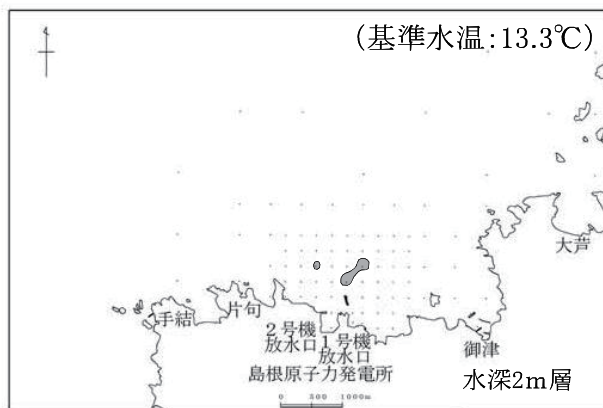 (基準水温:13.3℃)
大芦
手結
片句
2号機
放水口
1号機
放水口
御津
島根原子力発電所
水深2m層
0 500 1000m